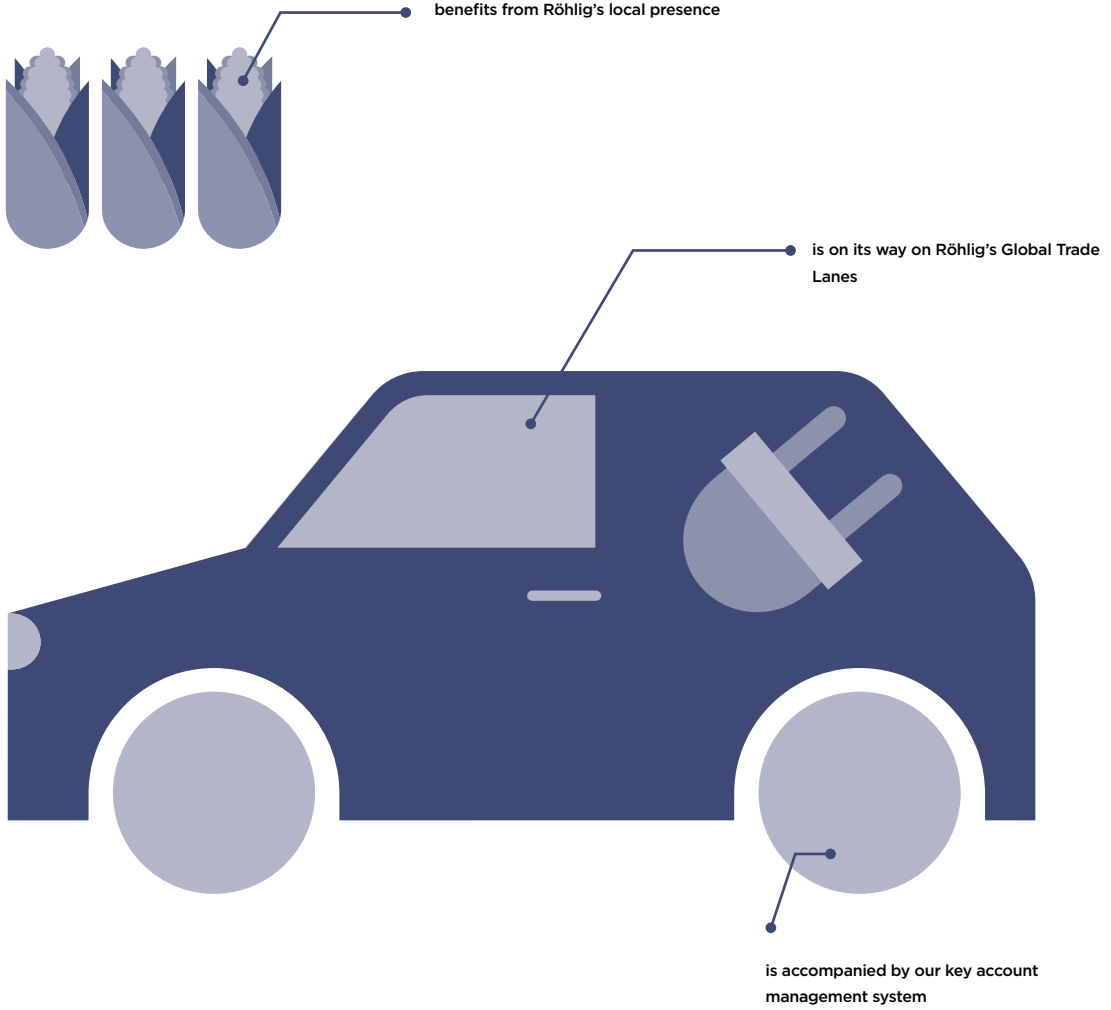 benefits from Röhlig’s local presence
is on its way on Röhlig’s Global Trade
Lanes
is accompanied by our key account
management system